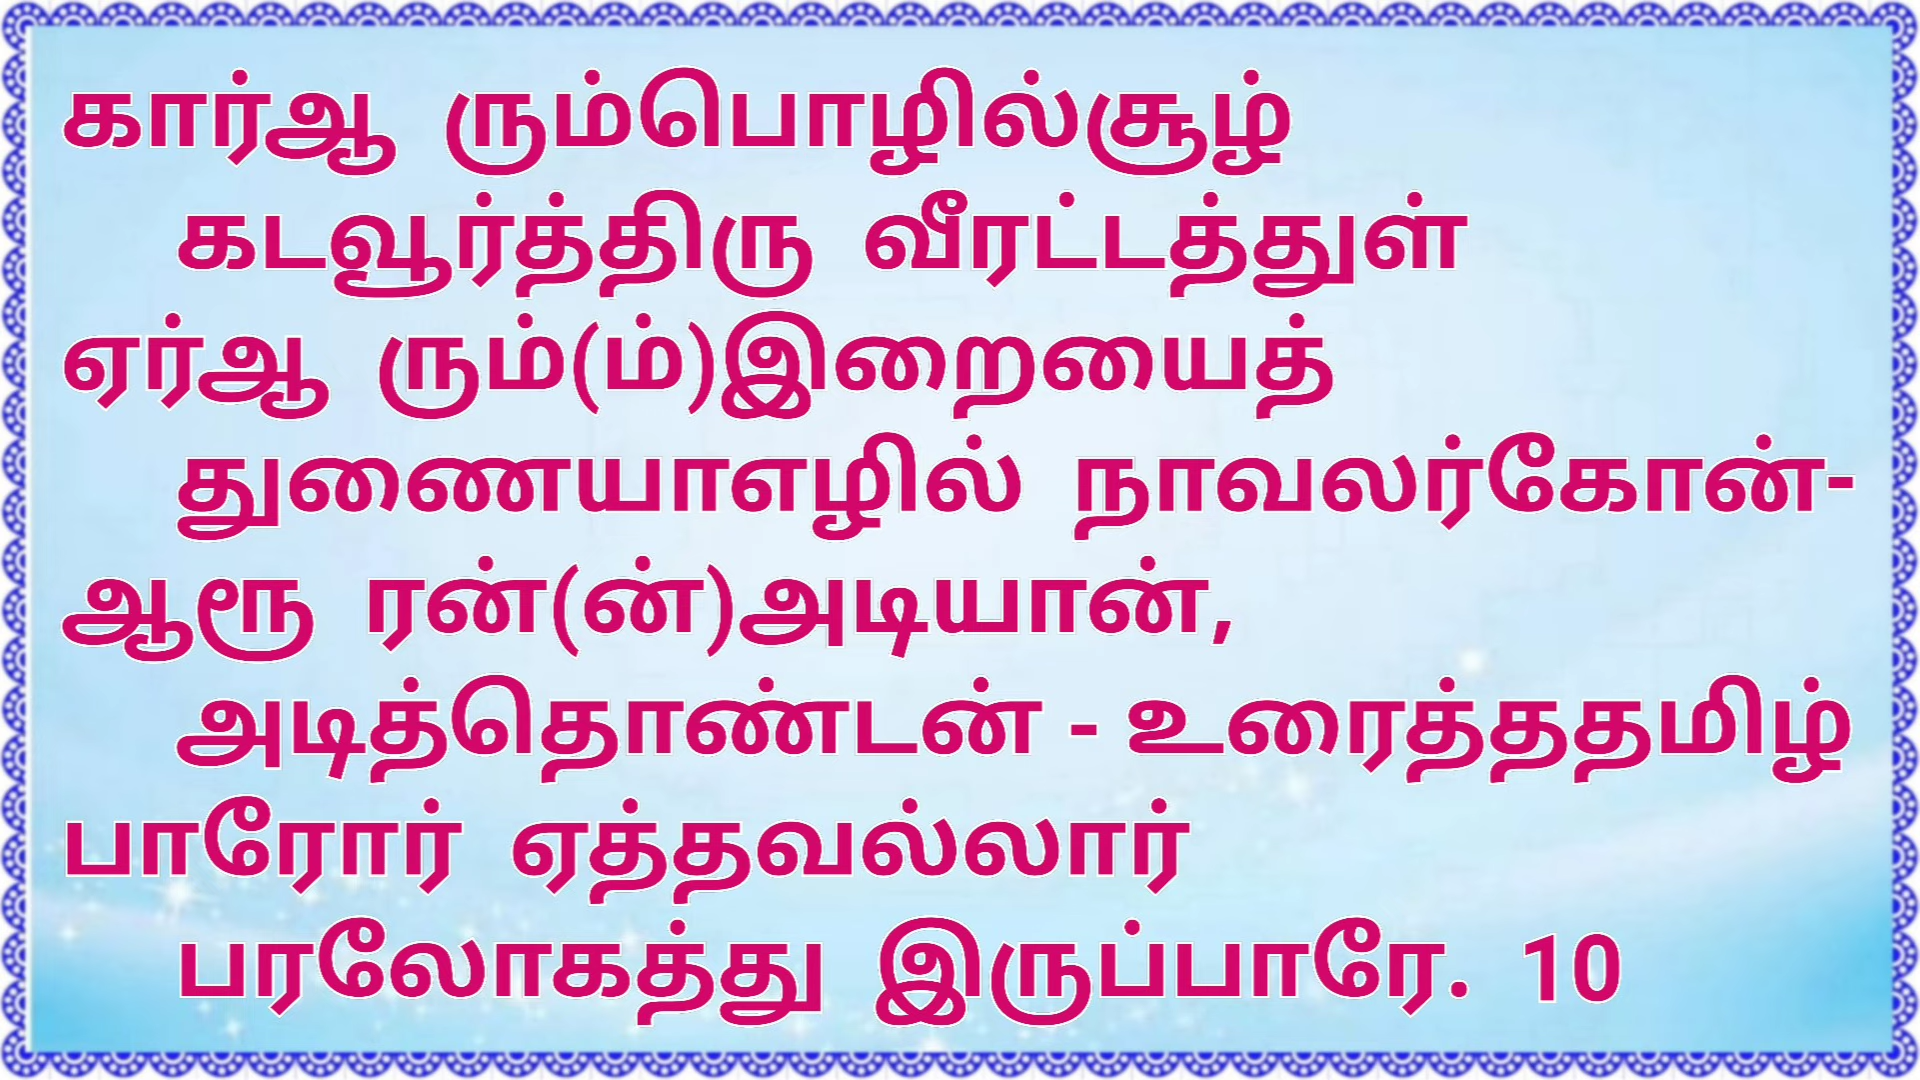 கார்ஆ ரும்பொழில்சூழ்
கடவூர்த்திரு வீரட்டத்துள்
ஏர்ஆ ரும்(ம்)இறையைத்
துணையாஎழில் நாவலர்கோன்-
ஆரூ ரன்(ன்)அடியான்,
அடித்தொண்டன் - உரைத்ததமிழ்
பாரோர் ஏத்தவல்லார்
பரலோகத்து இருப்பாரே. 10